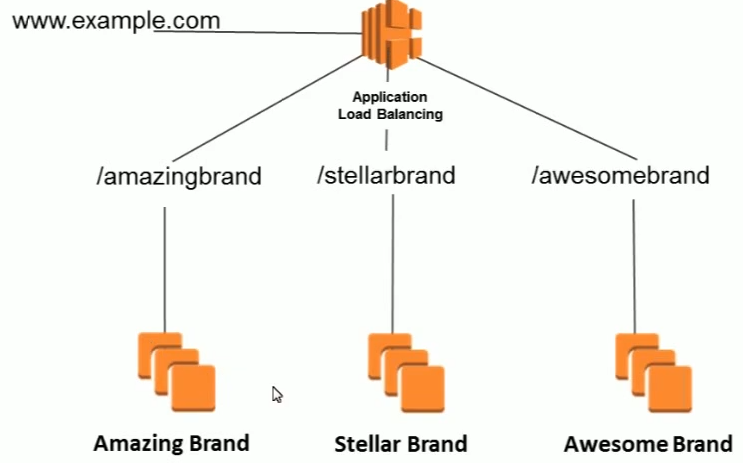 www.example.com
Application
Load Balancing
/amazingbrand
/stellarbrand
/awesomebrand
Amazing Brand
Stellar Brand
Awesome Brand